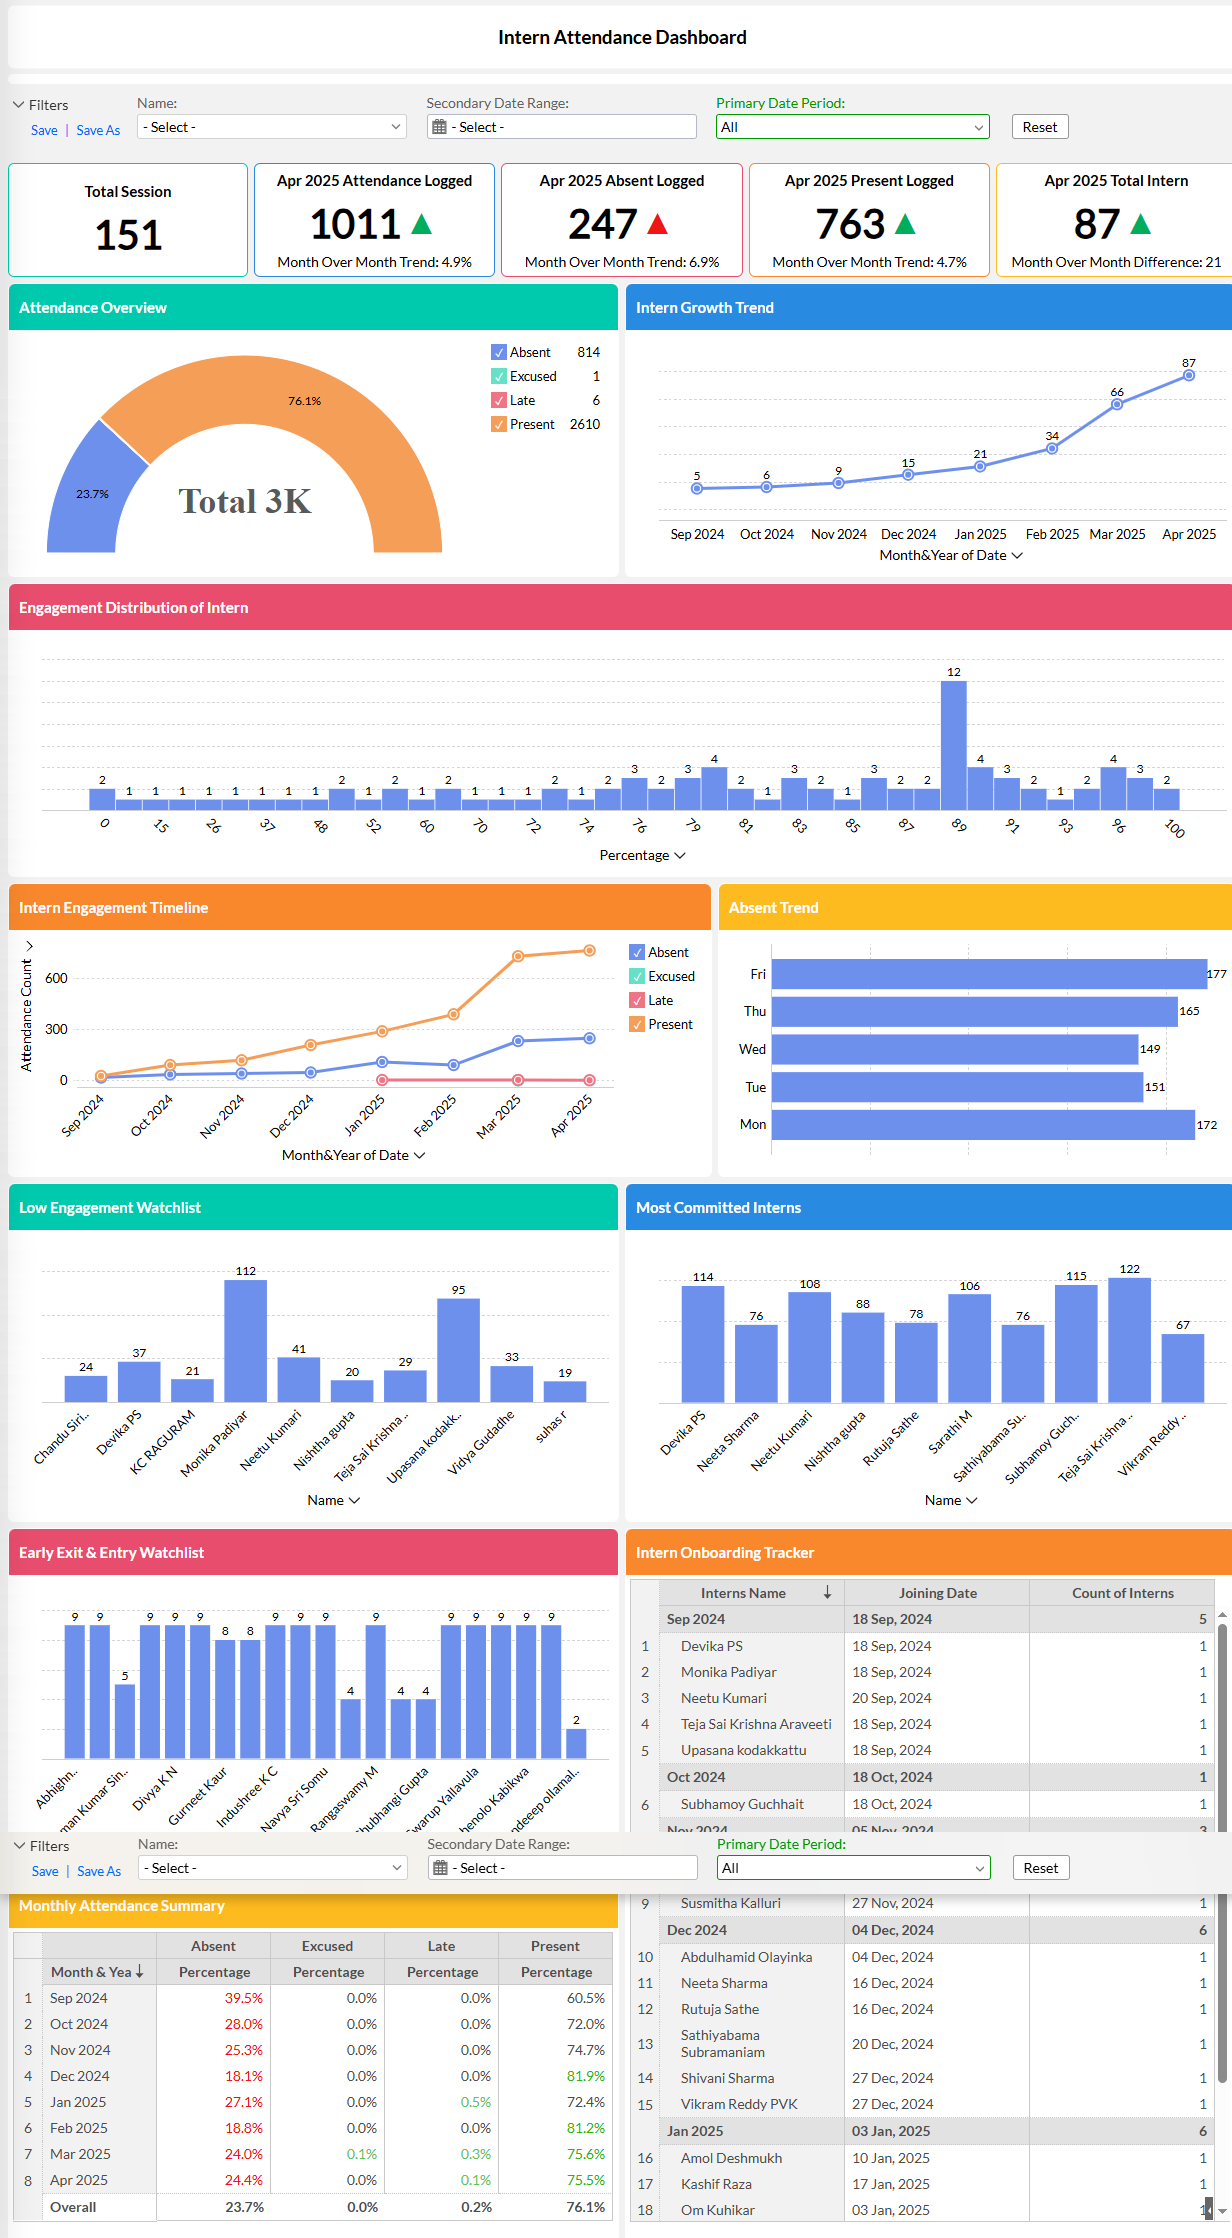 Intern Attendance Dashboard
Filters
Save | Save As
Name:
- Select -
Secondary Date Range:
- Select -
Primary Date Period:
All
Reset
Total Session
151
Apr 2025 Attendance Logged
1011
Month Over Month Trend: 4.9%
Apr 2025 Absent Logged
247
Month Over Month Trend: 6.9%
Apr 2025 Present Logged
763
Month Over Month Trend: 4.7%
Apr 2025 Total Intern
87
Month Over Month Difference: 21
Attendance Overview
Absent 814
Excused 1
Late 6
Present 2610
76.1%
23.7%
Total 3K
Intern Growth Trend
5 6 9 15 21 34 66 87
Sep 2024 Oct 2024 Nov 2024 Dec 2024 Jan 2025 Feb 2025 Mar 2025 Apr 2025
Month&Year of Date
Engagement Distribution of Intern
2 1 1 1 1 1 1 1 1 2 1 2 1 2 1 1 1 2 1 2 3 2 3 4 2 1 3 2 1 3 2 2 12 4 3 2 1 2 4 3 2
0 15 26 37 48 52 60 70 72 74 76 79 81 83 85 87 89 91 93 96 100
Percentage
Intern Engagement Timeline
Attendance Count
600
300
0
Sep 2024 Oct 2024 Nov 2024 Dec 2024 Jan 2025 Feb 2025 Mar 2025 Apr 2025
Month&Year of Date
Absent
Excused
Late
Present
Absent Trend
Fri 177
Thu 165
Wed 149
Tue 151
Mon 172
Low Engagement Watchlist
24 37 21 112 41 20 29 95 33 19
Chandu Siri.. Devika PS KC RAGURAM Monika Padiyar Neetu Kumari Nishtha gupta Teja Sai Krishna .. Upasana kodakk.. Vidya Gudadhe suhas r
Name
Most Committed Interns
114 76 108 88 78 106 76 115 122 67
Devika PS Neeta Sharma Neetu Kumari Nishtha gupta Rutuja Sathe Sarathi M Sathiyabama Su.. Subhamoy Guch.. Teja Sai Krishna .. Vikram Reddy ..
Name
Early Exit & Entry Watchlist
9 9 5 9 9 9 8 8 9 9 9 4 9 4 4 9 9 9 9 9 2
Abhighn.. man Kumar Sin.. Divya K N Gurneet Kaur Indushree K C Navya Sri Somu Rangaswamy M hubhangi Gupta warup Yallavula henolo Kabikwa ndeeep ollamal..
Intern Onboarding Tracker
Interns Name Joining Date Count of Interns
Sep 2024 18 Sep, 2024 5
1 Devika PS 18 Sep, 2024 1
2 Monika Padiyar 18 Sep, 2024 1
3 Neetu Kumari 20 Sep, 2024 1
4 Teja Sai Krishna Araveeti 18 Sep, 2024 1
5 Upasana kodakkattu 18 Sep, 2024 1
Oct 2024 18 Oct, 2024 1
6 Subhamoy Guchhait 18 Oct, 2024 1
Nov 2024 05 Nov, 2024 3
Filters
Save | Save As
Name:
- Select -
Secondary Date Range:
- Select -
Primary Date Period:
All
Reset
Monthly Attendance Summary
Absent Excused Late Present
Month & Yea Percentage Percentage Percentage Percentage
1 Sep 2024 39.5% 0.0% 0.0% 60.5%
2 Oct 2024 28.0% 0.0% 0.0% 72.0%
3 Nov 2024 25.3% 0.0% 0.0% 74.7%
4 Dec 2024 18.1% 0.0% 0.0% 81.9%
5 Jan 2025 27.1% 0.0% 0.5% 72.4%
6 Feb 2025 18.8% 0.0% 0.0% 81.2%
7 Mar 2025 24.0% 0.1% 0.3% 75.6%
8 Apr 2025 24.4% 0.0% 0.1% 75.5%
Overall 23.7% 0.0% 0.2% 76.1%
9 Susmitha Kalluri 27 Nov, 2024 1
Dec 2024 04 Dec, 2024 6
10 Abdulhamid Olayinka 04 Dec, 2024 1
11 Neeta Sharma 16 Dec, 2024 1
12 Rutuja Sathe 16 Dec, 2024 1
13 Sathiyabama
Subramaniam 20 Dec, 2024 1
14 Shivani Sharma 27 Dec, 2024 1
15 Vikram Reddy PVK 27 Dec, 2024 1
Jan 2025 03 Jan, 2025 6
16 Amol Deshmukh 10 Jan, 2025 1
17 Kashif Raza 17 Jan, 2025 1
18 Om Kuhikar 03 Jan, 2025 1